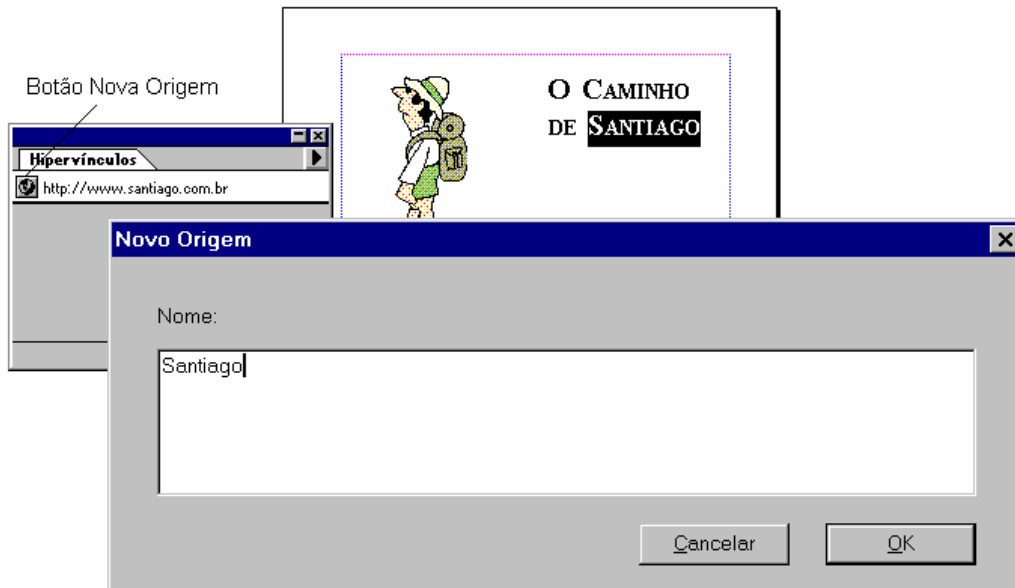 Botão Nova Origem
O CAMINHO
DE SANTIAGO
Hipervínculos
http://www.santiago.com.br
Novo Origem
Nome:
Santiago
Cancelar
OK